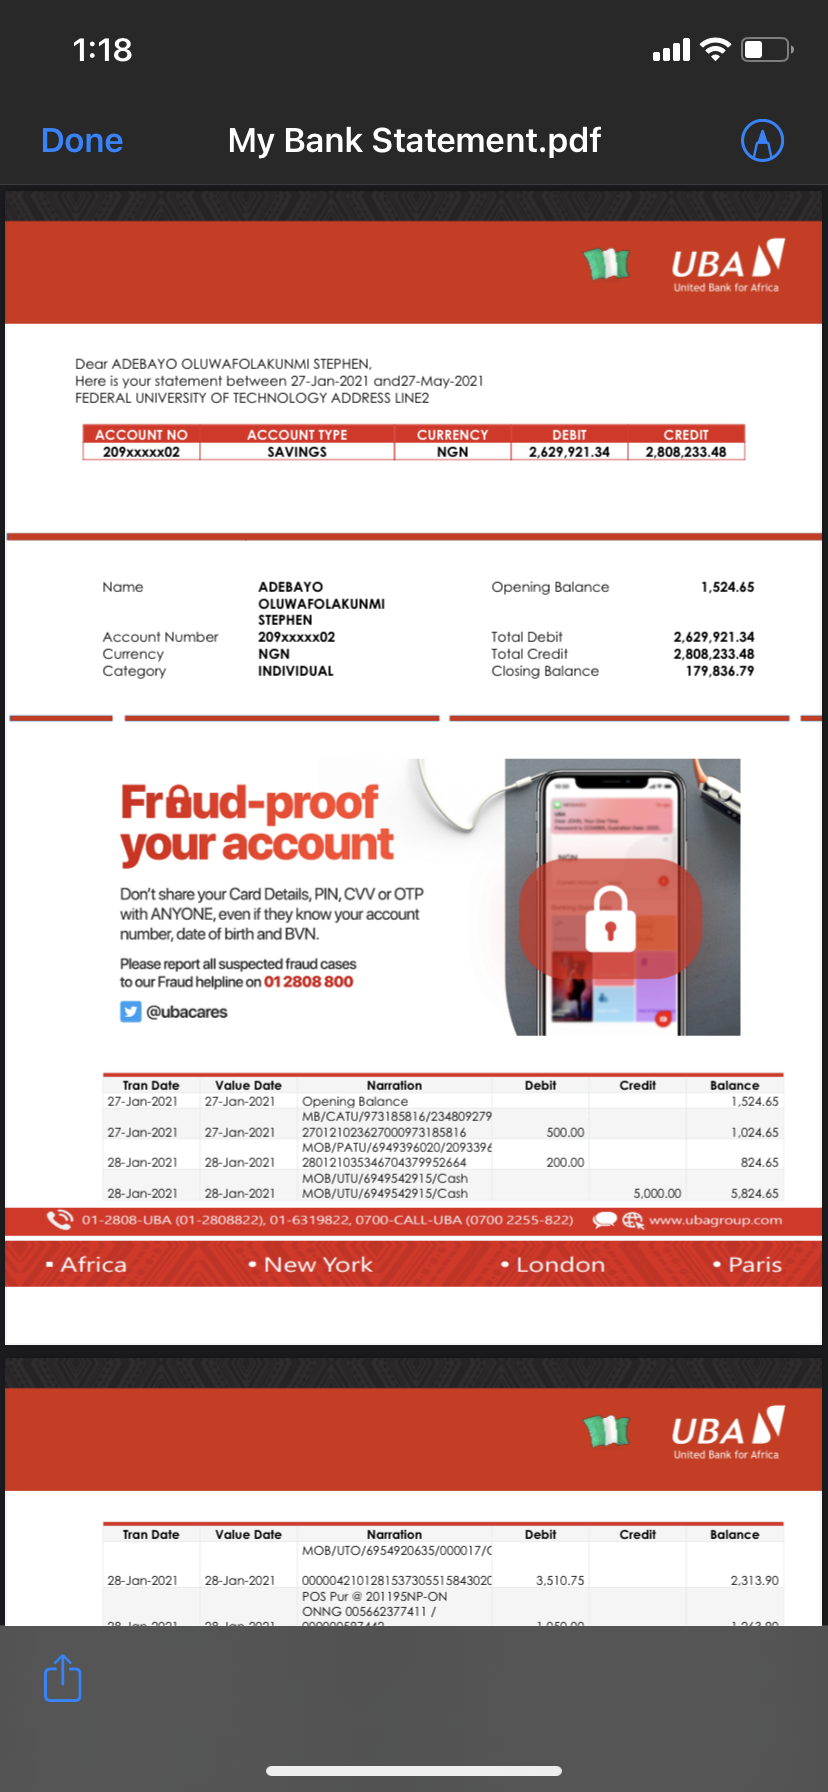 1:18
Done
My Bank Statement.pdf
UBA
United Bank for Africa
Dear ADEBAYO OLUWAFOLAKUNMI STEPHEN,
Here is your statement between 27-Jan-2021 and27-May-2021
FEDERAL UNIVERSITY OF TECHNOLOGY ADDRESS LINE2
ACCOUNT NO ACCOUNT TYPE CURRENCY DEBIT CREDIT
209xxxxx02 SAVINGS NGN 2,629,921.34 2,808,233.48
Name ADEBAYO Opening Balance 1,524.65
OLUWAFOLAKUNMI
STEPHEN
Account Number 209xxxxx02 Total Debit 2,629,921.34
Currency NGN Total Credit 2,808,233.48
Category INDIVIDUAL Closing Balance 179,836.79
Fraud-proof
your account
Don't share your Card Details, PIN, CVV or OTP
with ANYONE, even if they know your account
number, date of birth and BVN.
Please report all suspected fraud cases
to our Fraud helpline on 01 2808 800
@ubacares
NGN
Tran Date Value Date Narration Debit Credit Balance
27-Jan-2021 27-Jan-2021 Opening Balance 1,524.65
MB/CATU/973185816/234809279
27-Jan-2021 27-Jan-2021 270121023627000973185816 500.00 1,024.65
MOB/PATU/6949396020/2093396
28-Jan-2021 28-Jan-2021 280121035346704379952664 200.00 824.65
MOB/UTU/6949542915/Cash
28-Jan-2021 28-Jan-2021 MOB/UTU/6949542915/Cash 5,000.00 5,824.65
01-2808-UBA (01-2808822), 01-6319822, 0700-CALL-UBA (0700 2255-822) www.ubagroup.com
▪ Africa • New York • London • Paris
UBA
United Bank for Africa
Tran Date Value Date Narration Debit Credit Balance
MOB/UTO/6954920635/000017/C
28-Jan-2021 28-Jan-2021 000004210128153730551584302C 3,510.75 2,313.90
POS Pur @ 201195NP-ON
ONNG 005662377411 /